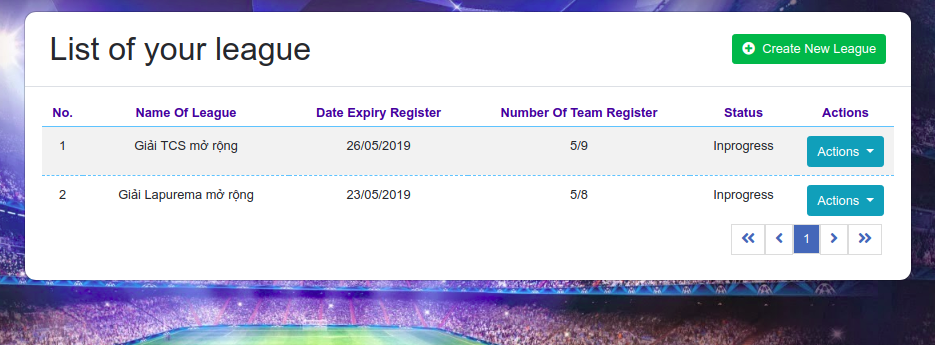 List of your league
Create New League
No. Name Of League Date Expiry Register Number Of Team Register Status Actions
1 Giải TCS mở rộng 26/05/2019 5/9 Inprogress Actions
2 Giải Lapurema mở rộng 23/05/2019 5/8 Inprogress Actions
1